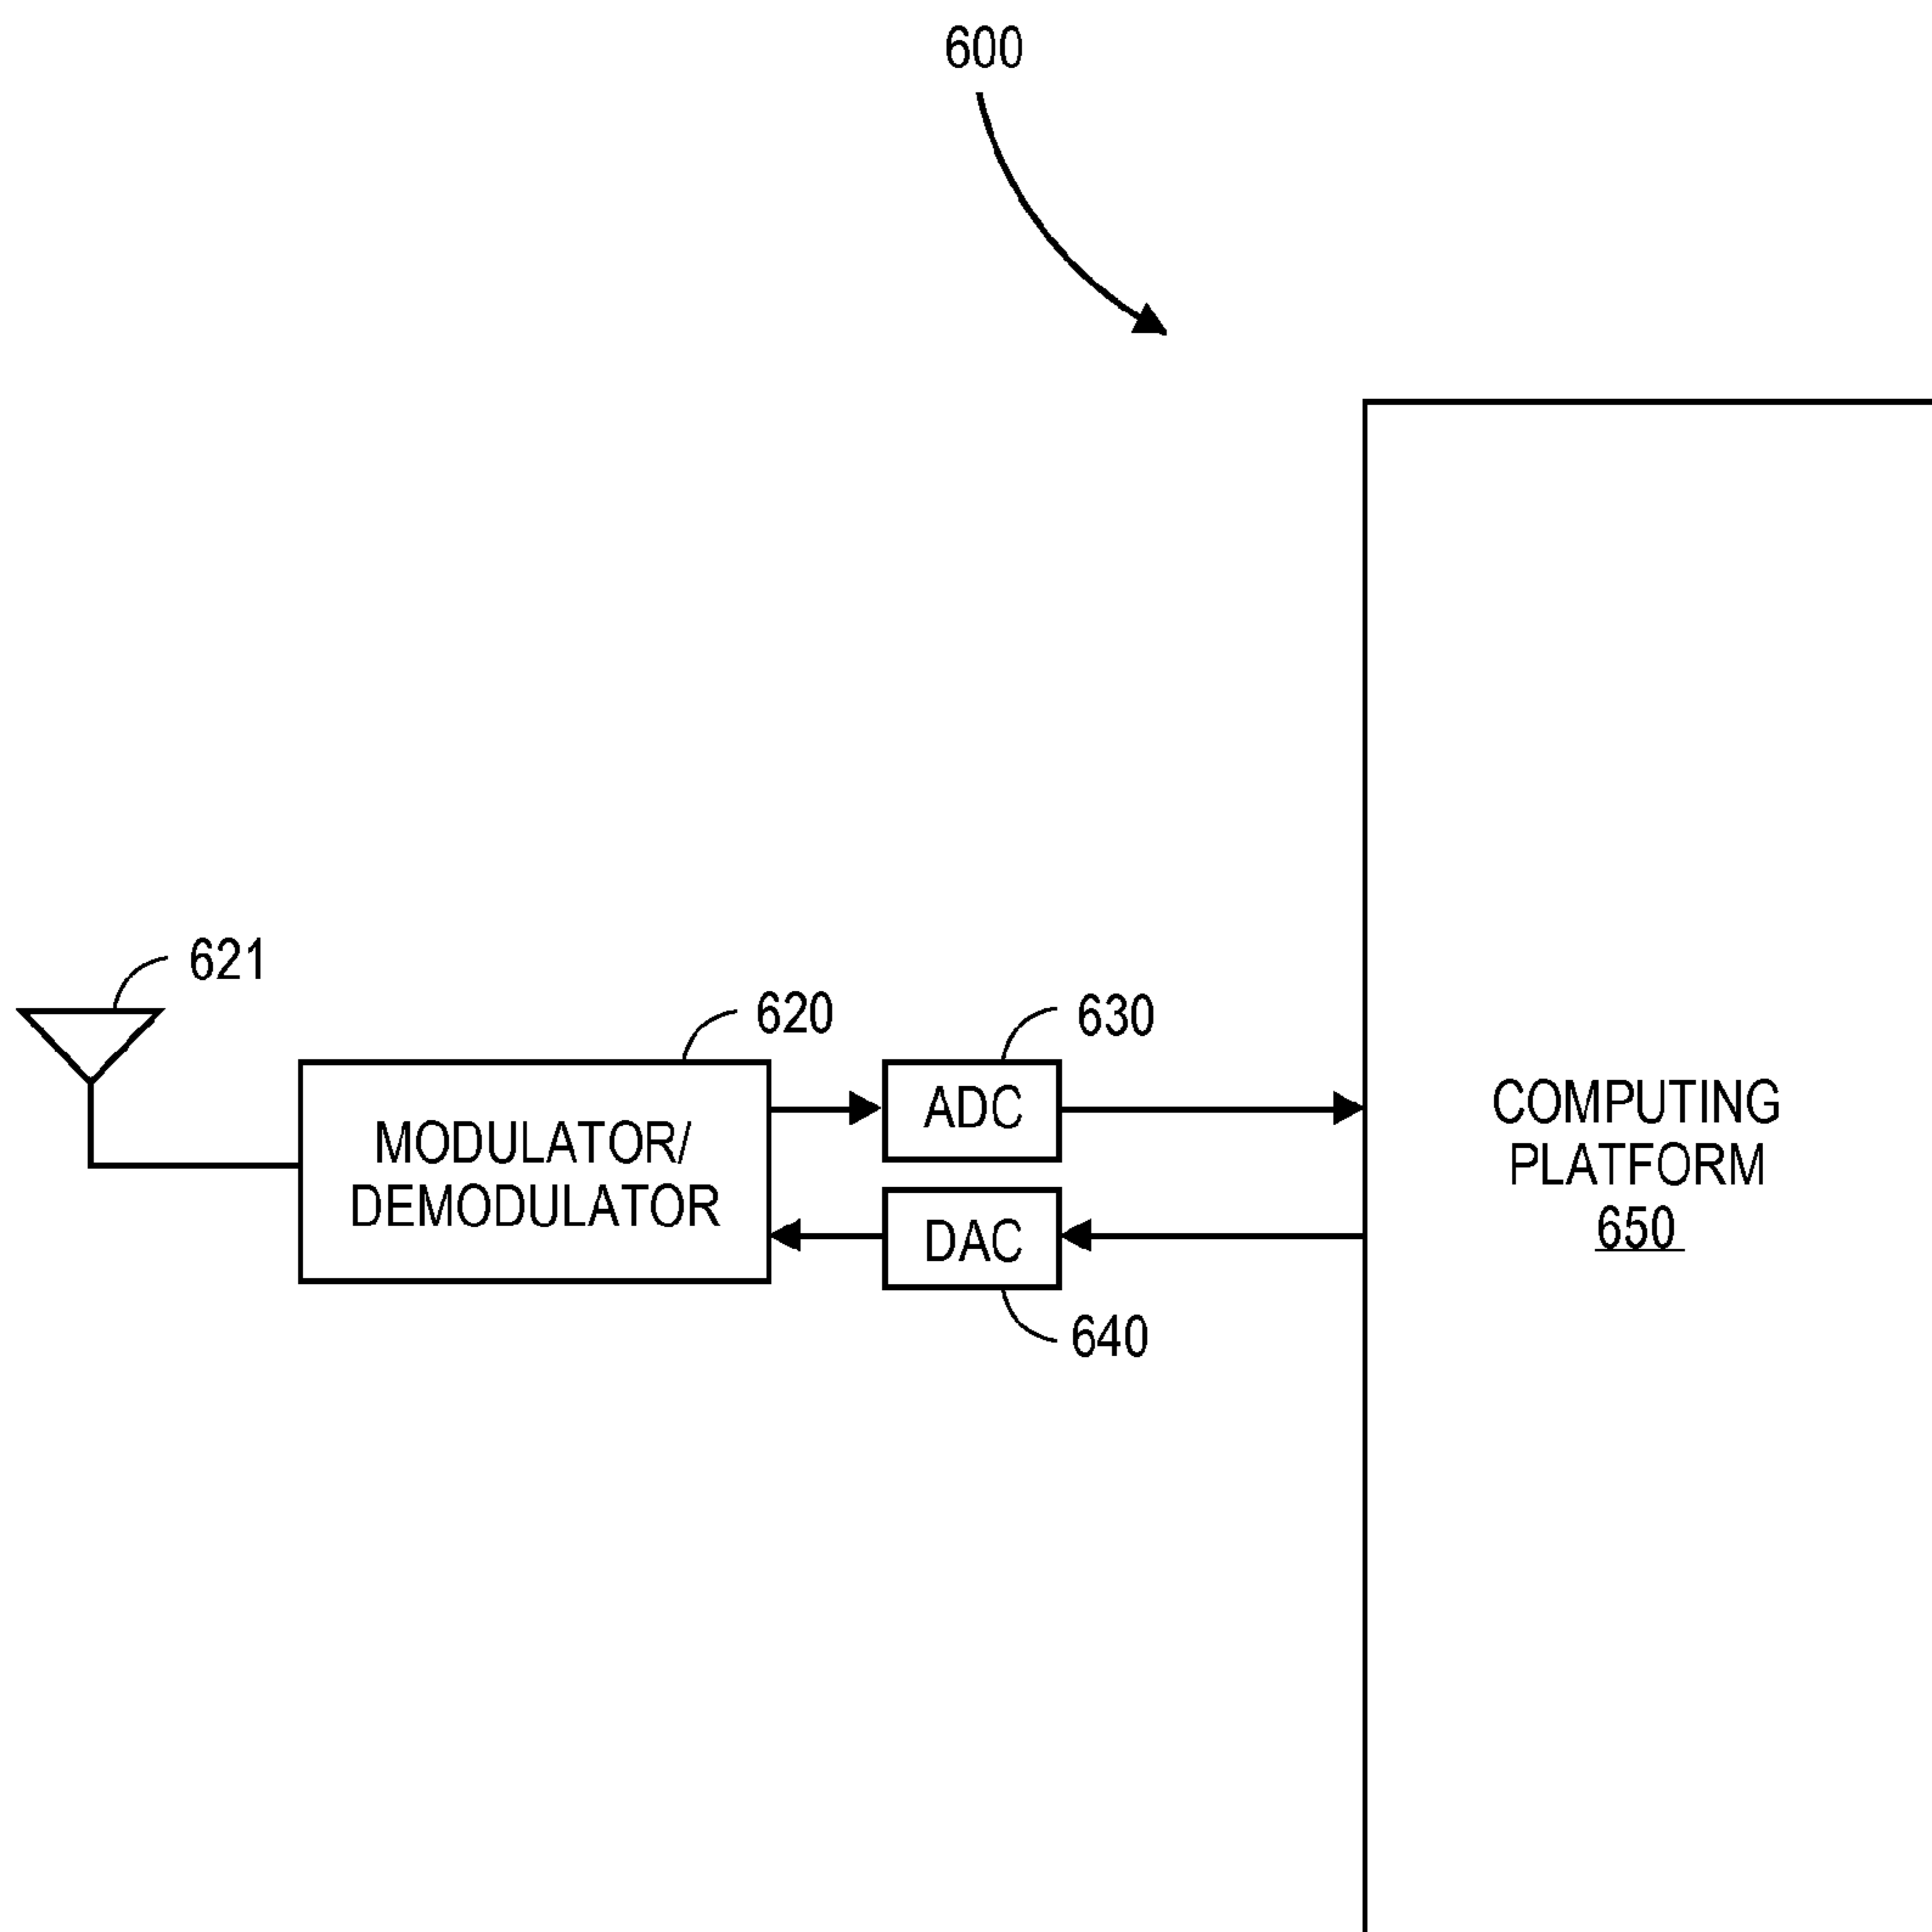 600
621
620
630
MODULATOR/
DEMODULATOR
ADC
DAC
640
COMPUTING
PLATFORM
650